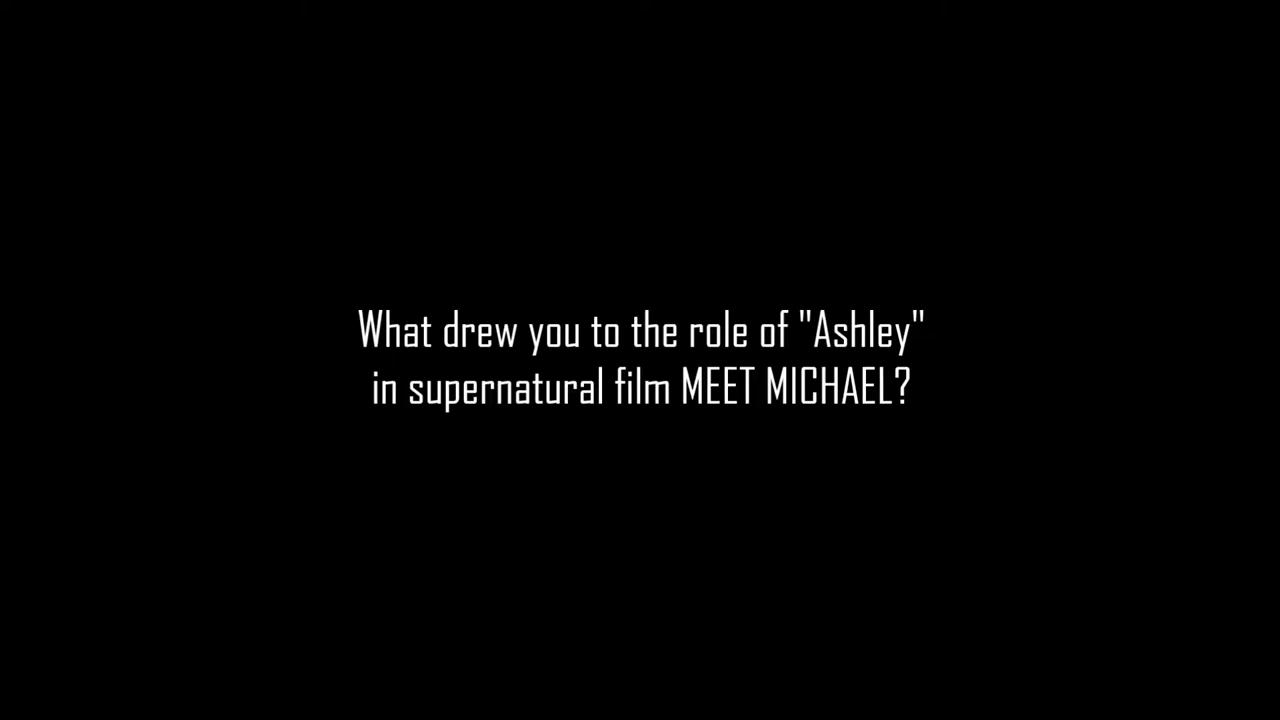 What drew you to the role of "Ashley"
in supernatural film MEET MICHAEL?